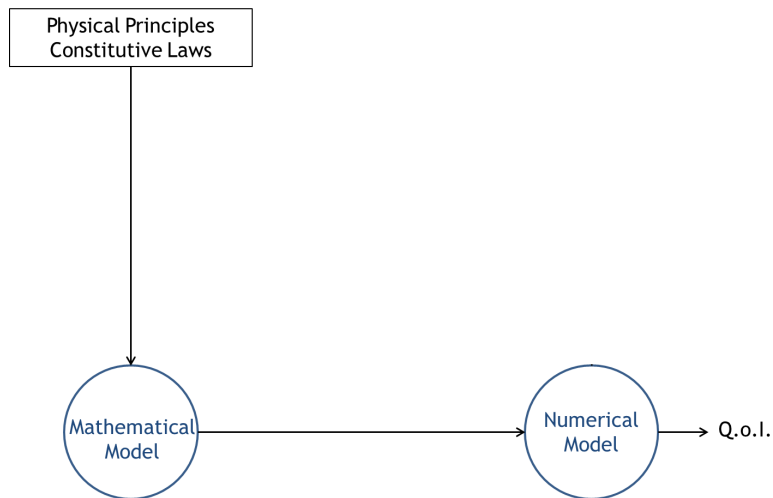 Physical Principles
Constitutive Laws
Mathematical
Model
Numerical
Model
Q.o.I.